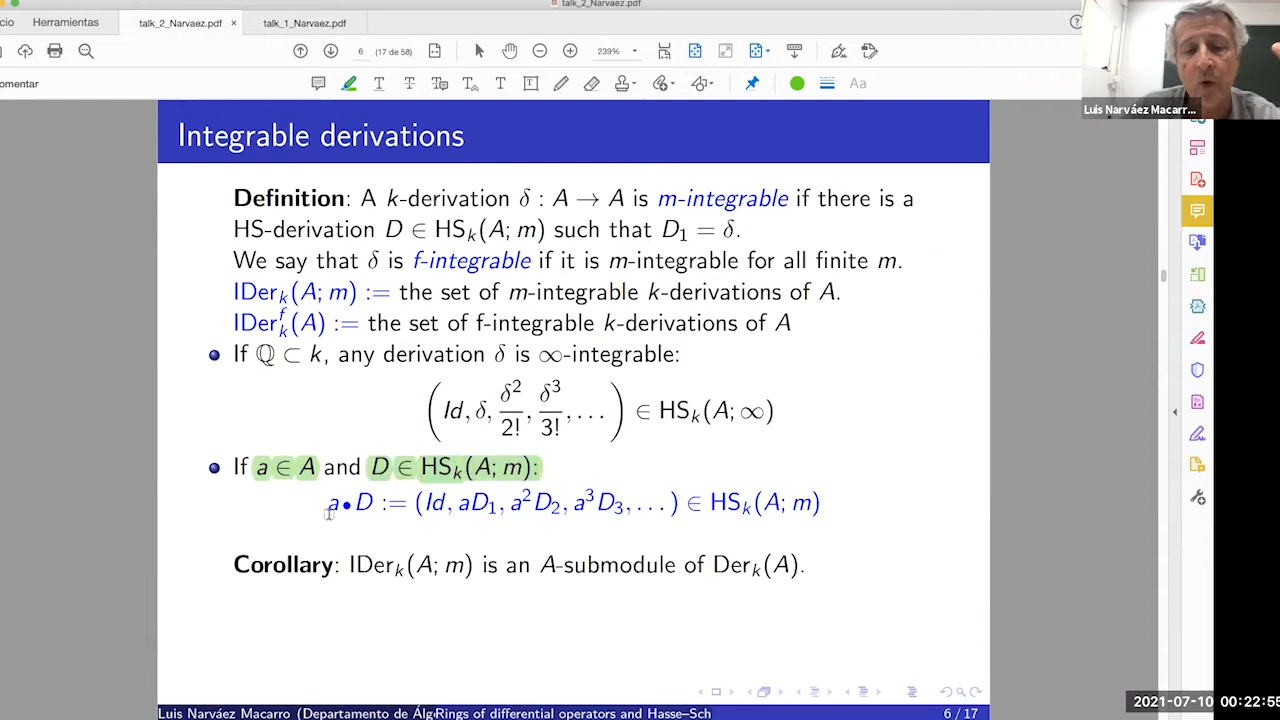 talk_2_Narvaez.pdf
cio
Herramientas
talk_2_Narvaez.pdf ×
talk_1_Narvaez.pdf
6 (17 de 58)
239%
omentar
Aa
Luis Narváez Macarr...
Integrable derivations
Definition: A k-derivation δ : A → A is m-integrable if there is a
HS-derivation D ∈ HS_k(A; m) such that D_1 = δ.
We say that δ is f-integrable if it is m-integrable for all finite m.
IDer_k(A; m) := the set of m-integrable k-derivations of A.
IDer^f_k(A) := the set of f-integrable k-derivations of A
If ℚ ⊂ k, any derivation δ is ∞-integrable:
(Id, δ, δ^2/2!, δ^3/3!, ...) ∈ HS_k(A; ∞)
If a ∈ A and D ∈ HS_k(A; m):
a • D := (Id, aD_1, a^2D_2, a^3D_3, ...) ∈ HS_k(A; m)
Corollary: IDer_k(A; m) is an A-submodule of Der_k(A).
2021-07-10 00:22:55
Luis Narváez Macarro (Departamento de Álg Rings of differential operators and Hasse–Sch 6 / 17